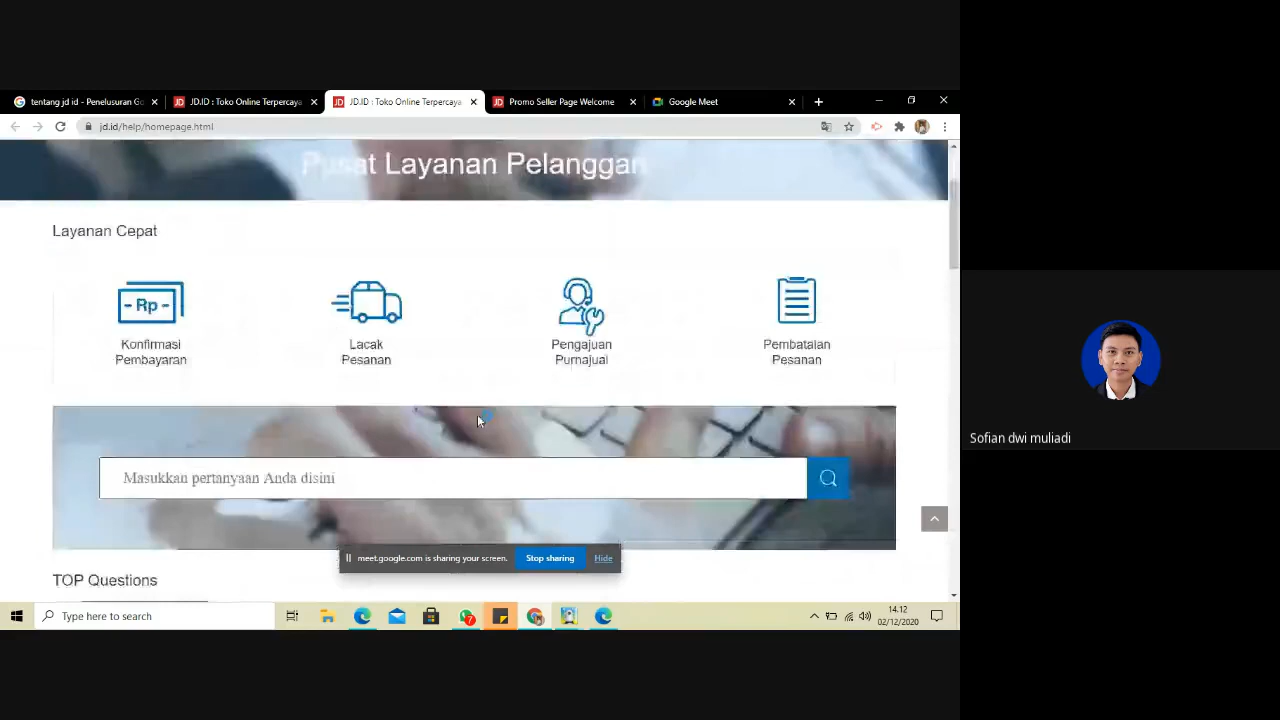 tentang jd id - Penelusuran Go
JD.ID : Toko Online Terpercaya
JD.ID : Toko Online Terpercaya
Promo Seller Page Welcome
Google Meet
jd.id/help/homepage.html
Pusat Layanan Pelanggan
Layanan Cepat
- Rp -
Konfirmasi
Pembayaran
Lacak
Pesanan
Pengajuan
Purnajual
Pembatalan
Pesanan
Masukkan pertanyaan Anda disini
meet.google.com is sharing your screen.
Stop sharing
Hide
TOP Questions
Type here to search
7
14.12
02/12/2020
Sofian dwi muliadi